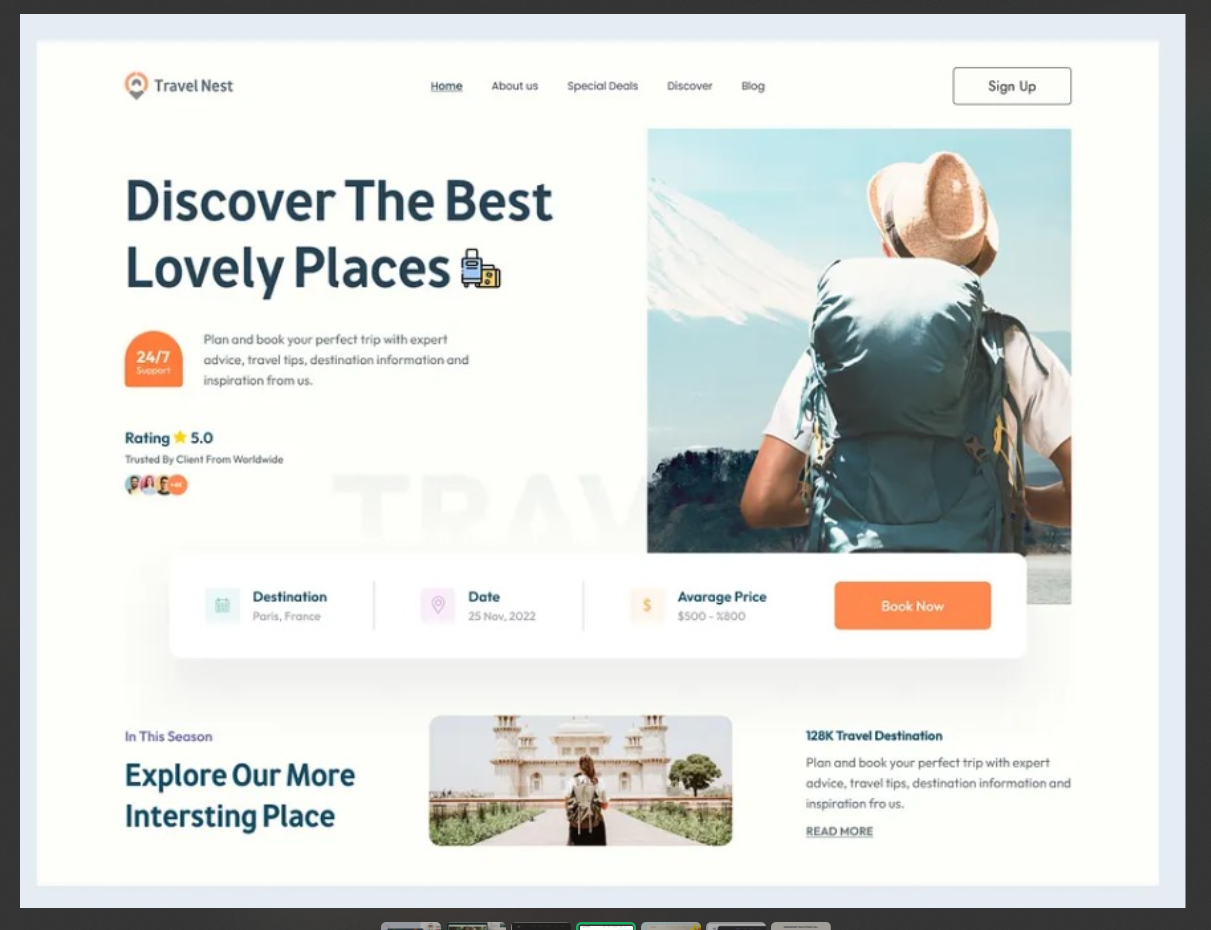 Travel Nest
Home
About us
Special Deals
Discover
Blog
Sign Up
Discover The Best
Lovely Places
24/7
Support
Plan and book your perfect trip with expert
advice, travel tips, destination information and
inspiration from us.
Rating 5.0
Trusted By Client From Worldwide
TRAV
Destination
Paris, France
Date
25 Nov, 2022
Avarage Price
$500 - %800
Book Now
In This Season
Explore Our More
Intersting Place
128K Travel Destination
Plan and book your perfect trip with expert
advice, travel tips, destination information and
inspiration fro us.
READ MORE